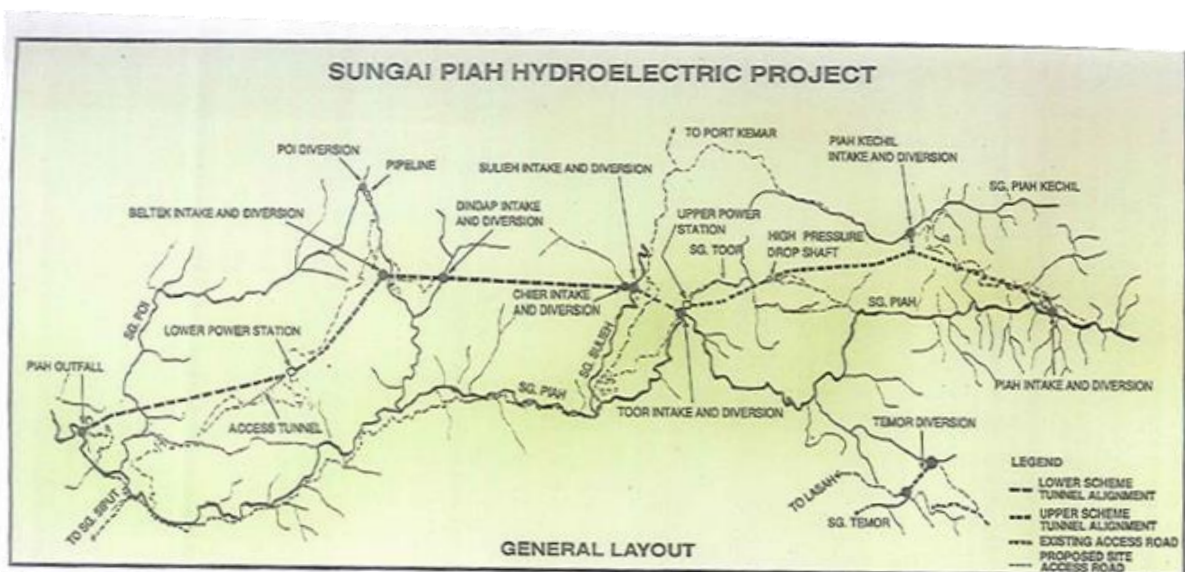 SUNGAI PIAH HYDROELECTRIC PROJECT
TO PORT KEMAR
PIAH KECHIL
INTAKE AND DIVERSION
POI DIVERSION
PIPELINE
SULIEH INTAKE AND DIVERSION
SG. PIAH KECHIL
BELTEK INTAKE AND DIVERSION
DINDAP INTAKE
AND DIVERSION
UPPER POWER
STATION
SG. TOOR
HIGH PRESSURE
DROP SHAFT
CHIER INTAKE
AND DIVERSION
SG. PIAH
SG. POI
LOWER POWER STATION
SG. SULIEH
PIAH OUTFALL
SG. PIAH
PIAH INTAKE AND DIVERSION
TOOR INTAKE AND DIVERSION
ACCESS TUNNEL
TEMOR DIVERSION
TO LASAH
SG. TEMOR
TO SG. SIPUT
LEGEND
LOWER SCHEME
TUNNEL ALIGNMENT
UPPER SCHEME
TUNNEL ALIGNMENT
EXISTING ACCESS ROAD
PROPOSED SITE
ACCESS ROAD
GENERAL LAYOUT